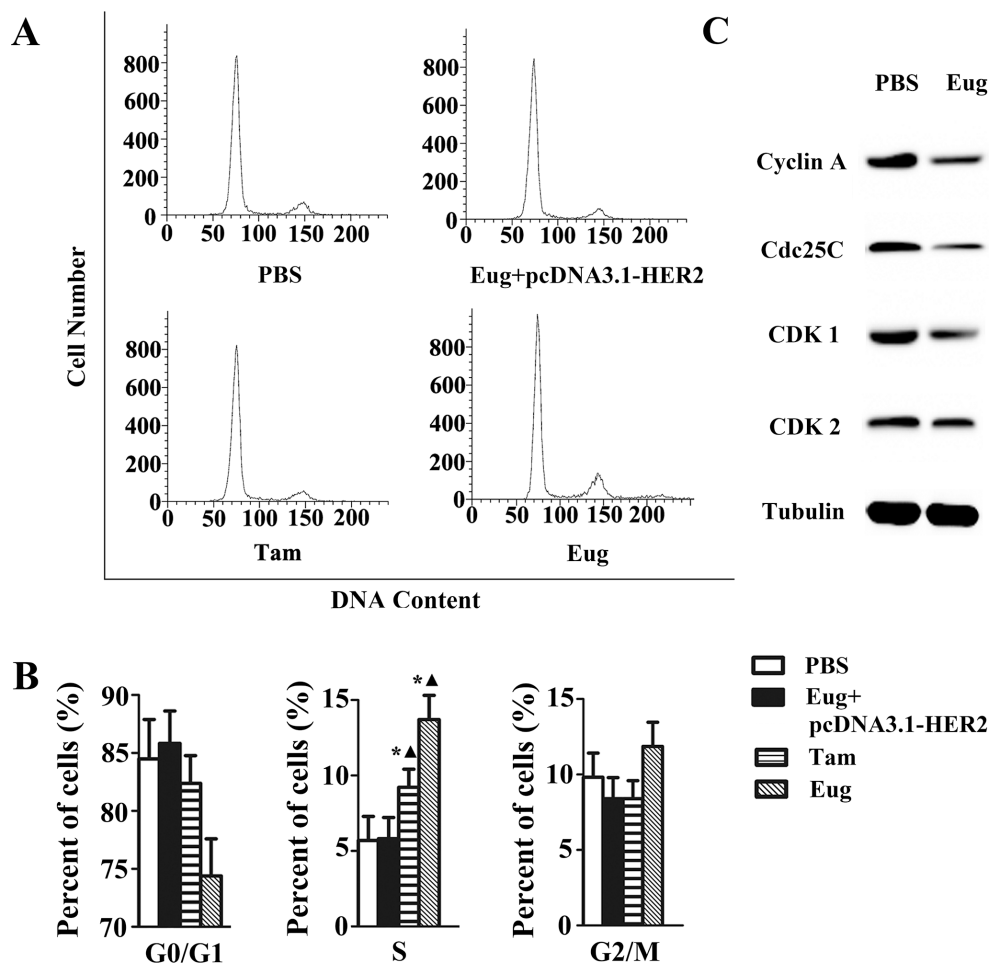 A
800
600
400
200
0
0 50 100 150 200
PBS
800
600
400
200
0
0 50 100 150 200
Eug+pcDNA3.1-HER2
800
600
400
200
0
0 50 100 150 200
Tam
800
600
400
200
0
0 50 100 150 200
Eug
Cell Number
DNA Content
C
PBS Eug
Cyclin A
Cdc25C
CDK 1
CDK 2
Tubulin
B
Percent of cells (%)
90
85
80
75
70
G0/G1
Percent of cells (%)
15
10
5
0
*▲
*▲
S
Percent of cells (%)
15
10
5
0
G2/M
PBS
Eug+
pcDNA3.1-HER2
Tam
Eug